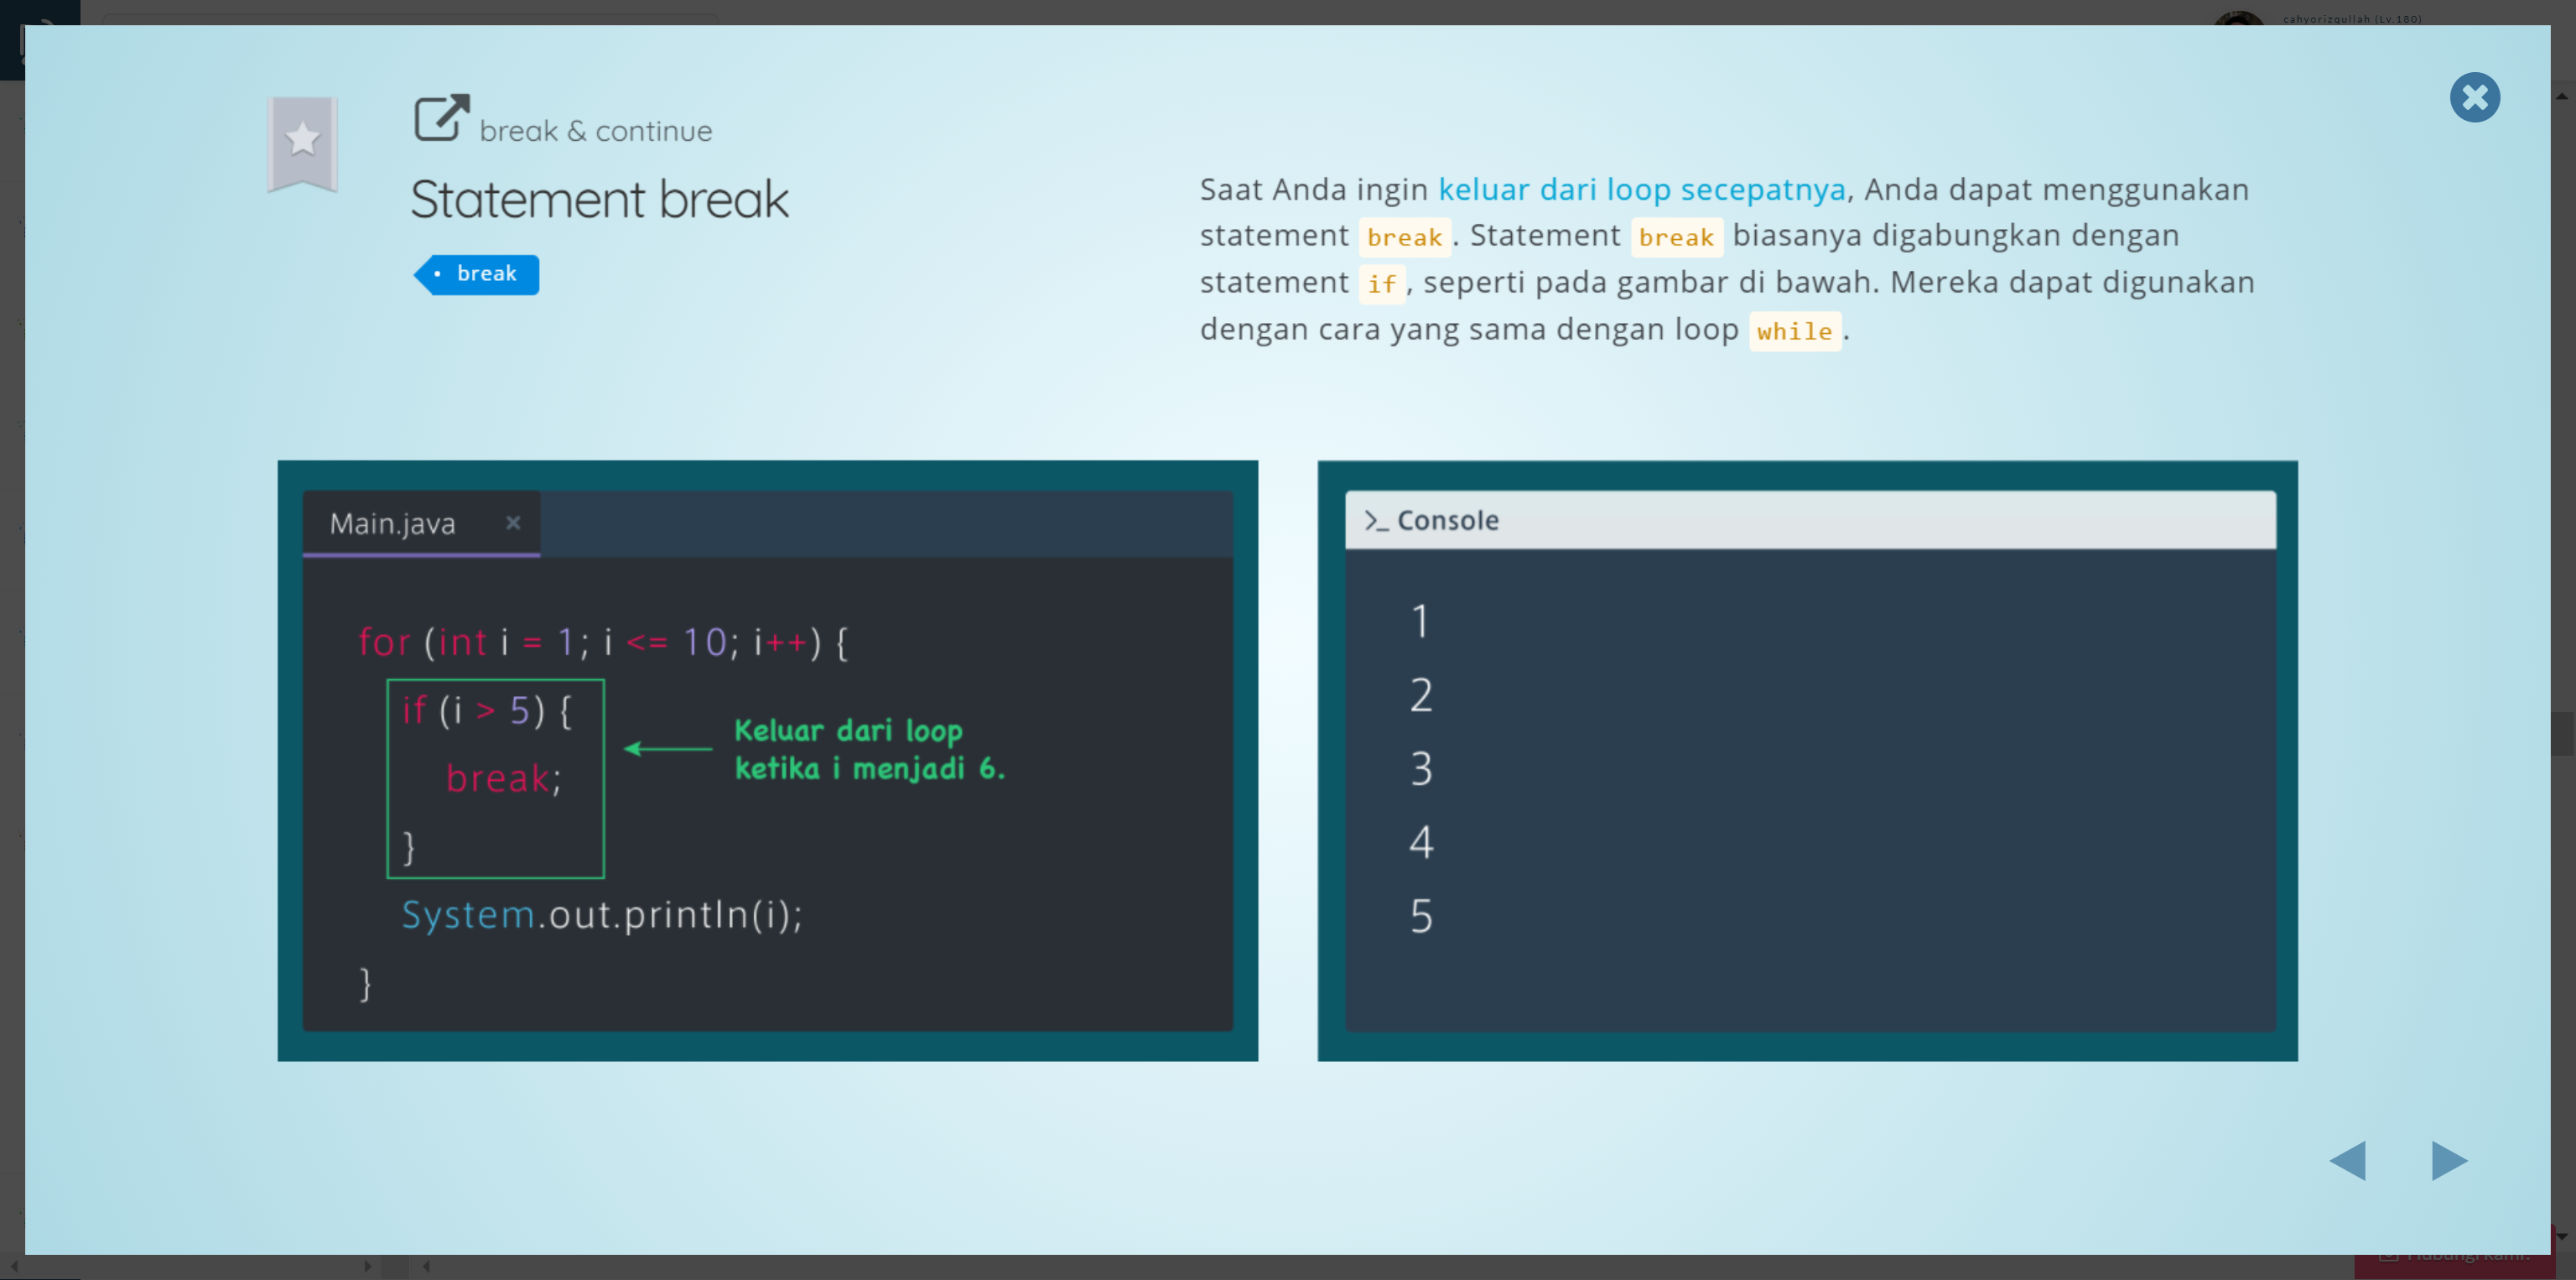 cahyorizqullah (Lv.180)
break & continue
Statement break
• break
Saat Anda ingin keluar dari loop secepatnya, Anda dapat menggunakan
statement break. Statement break biasanya digabungkan dengan
statement if, seperti pada gambar di bawah. Mereka dapat digunakan
dengan cara yang sama dengan loop while.
Main.java ×
for (int i = 1; i <= 10; i++) {
if (i > 5) {
break;
}
System.out.println(i);
}
Keluar dari loop
ketika i menjadi 6.
>_ Console
1
2
3
4
5